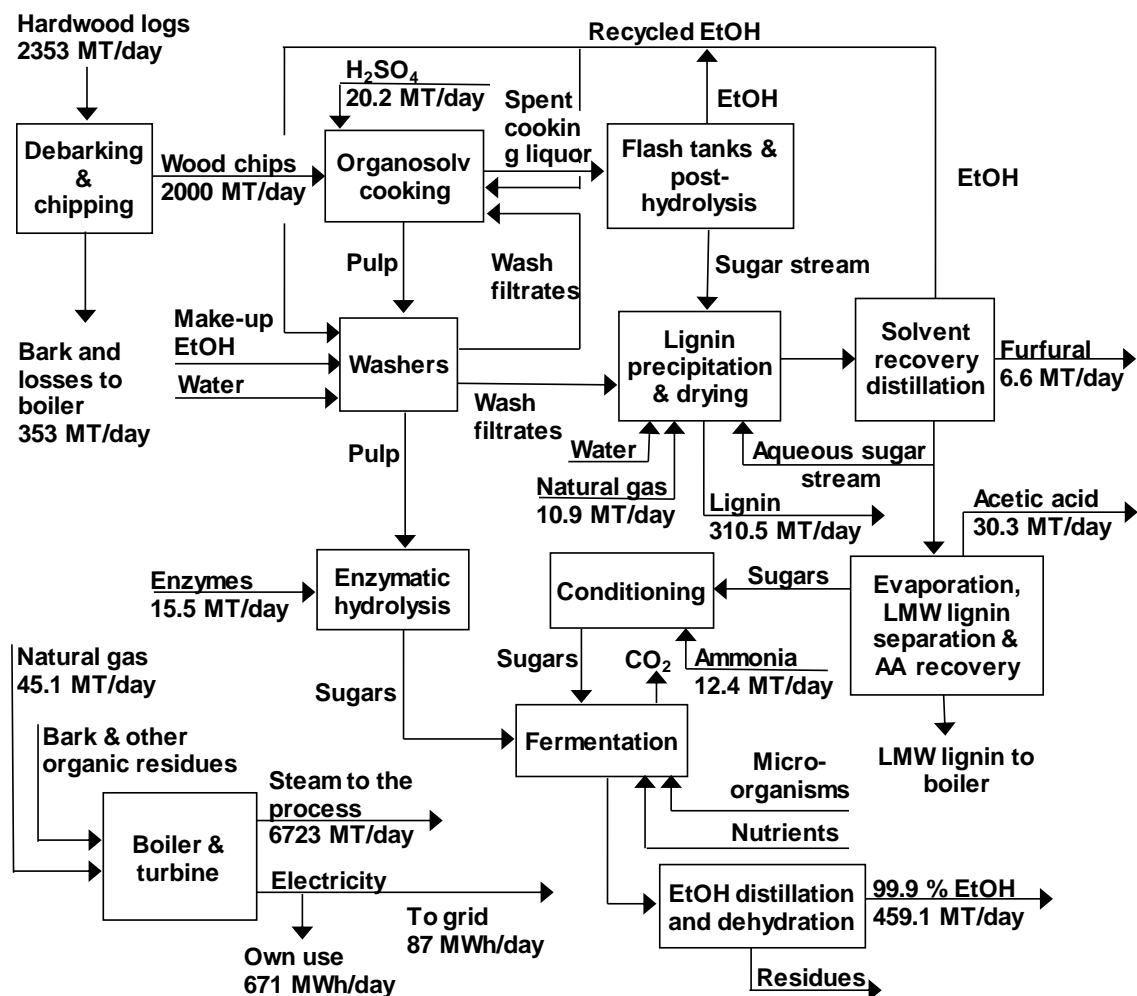 Hardwood logs
2353 MT/day
Recycled EtOH
H₂SO₄
20.2 MT/day
Spent
cookin
g liquor
EtOH
Debarking
&
chipping
Wood chips
2000 MT/day
Organosolv
cooking
Flash tanks &
post-
hydrolysis
EtOH
Pulp
Wash
filtrates
Sugar stream
Make-up
EtOH
Water
Washers
Lignin
precipitation
& drying
Solvent
recovery
distillation
Furfural
6.6 MT/day
Bark and
losses to
boiler
353 MT/day
Wash
filtrates
Pulp
Water
Natural gas
10.9 MT/day
Aqueous sugar
stream
Lignin
310.5 MT/day
Acetic acid
30.3 MT/day
Enzymes
15.5 MT/day
Enzymatic
hydrolysis
Conditioning
Sugars
Evaporation,
LMW lignin
separation &
AA recovery
Natural gas
45.1 MT/day
Sugars
Sugars
CO₂
Ammonia
12.4 MT/day
Bark & other
organic residues
Fermentation
LMW lignin to
boiler
Micro-
organisms
Nutrients
Steam to the
process
6723 MT/day
Boiler &
turbine
Electricity
To grid
87 MWh/day
Own use
671 MWh/day
EtOH distillation
and dehydration
99.9 % EtOH
459.1 MT/day
Residues